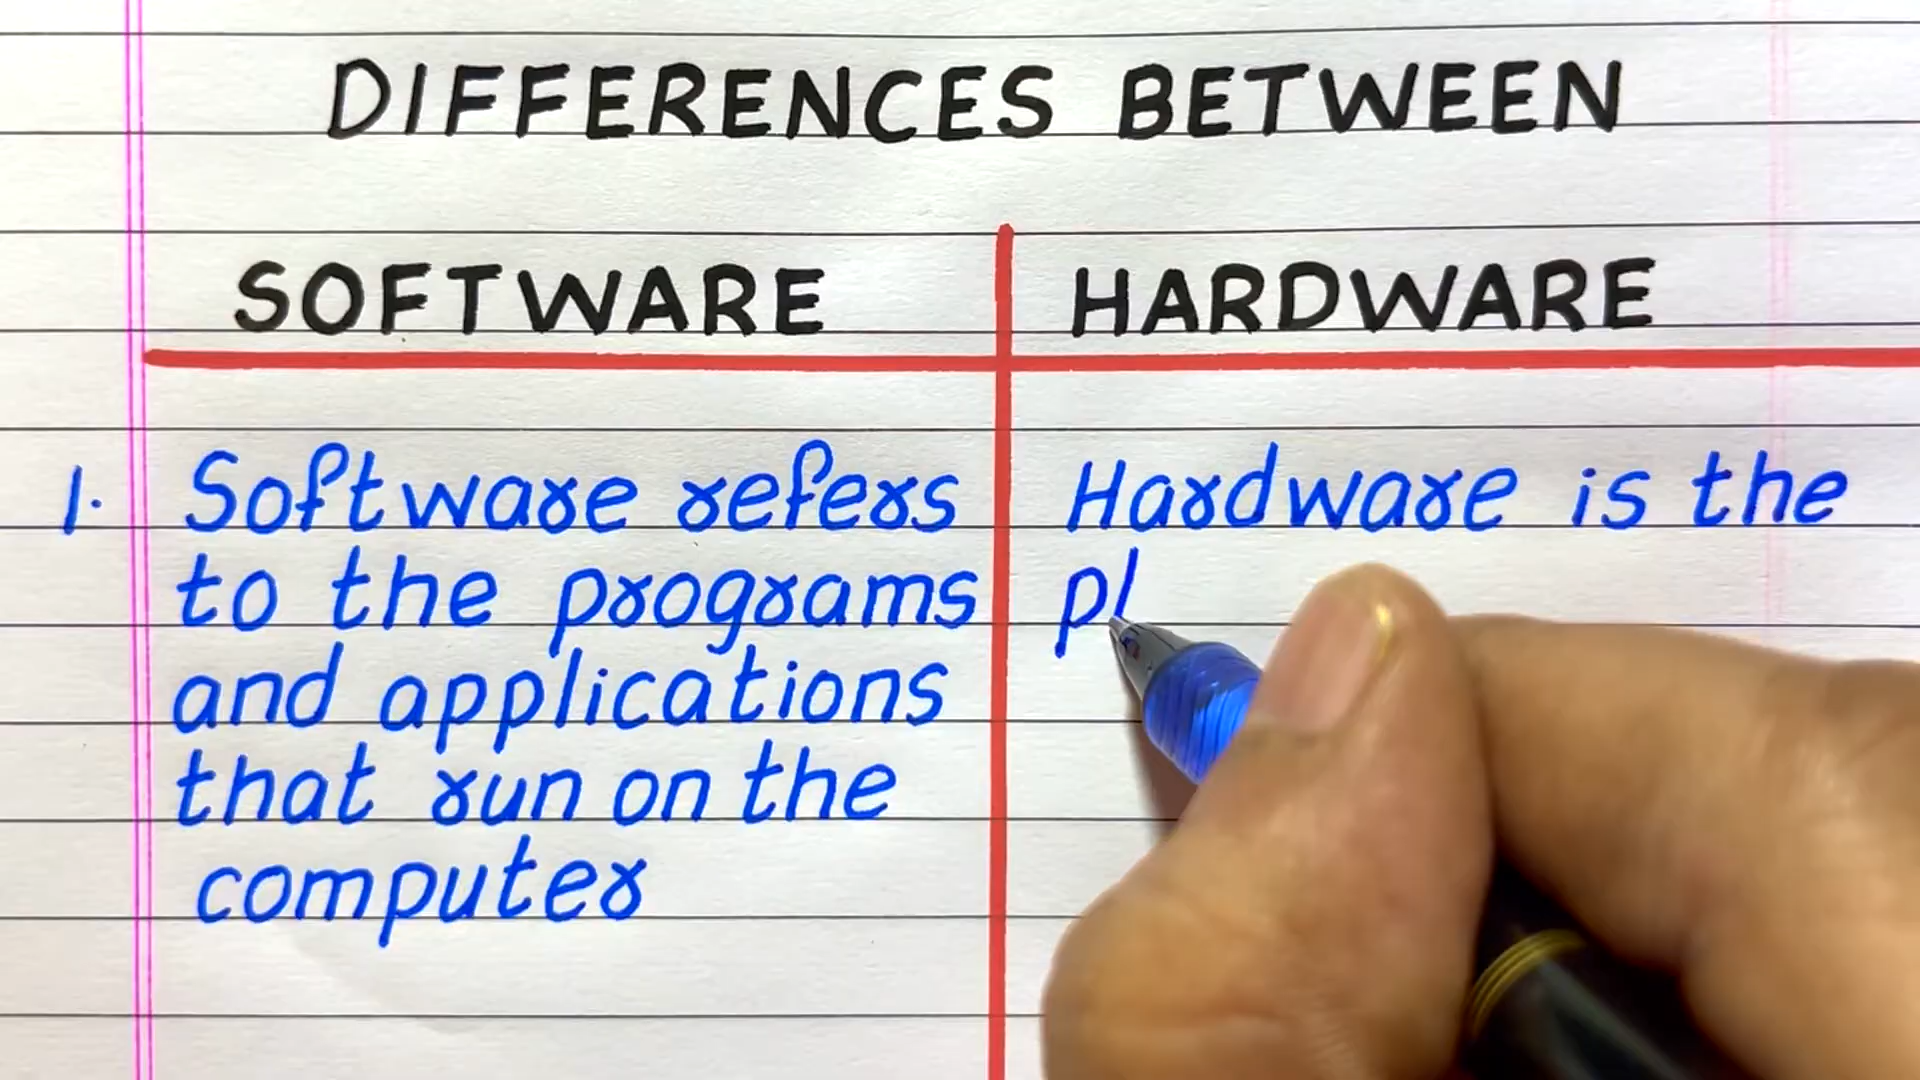 DIFFERENCES BETWEEN
SOFTWARE
HARDWARE
1. Software refers
to the programs
and applications
that run on the
computer
Hardware is the